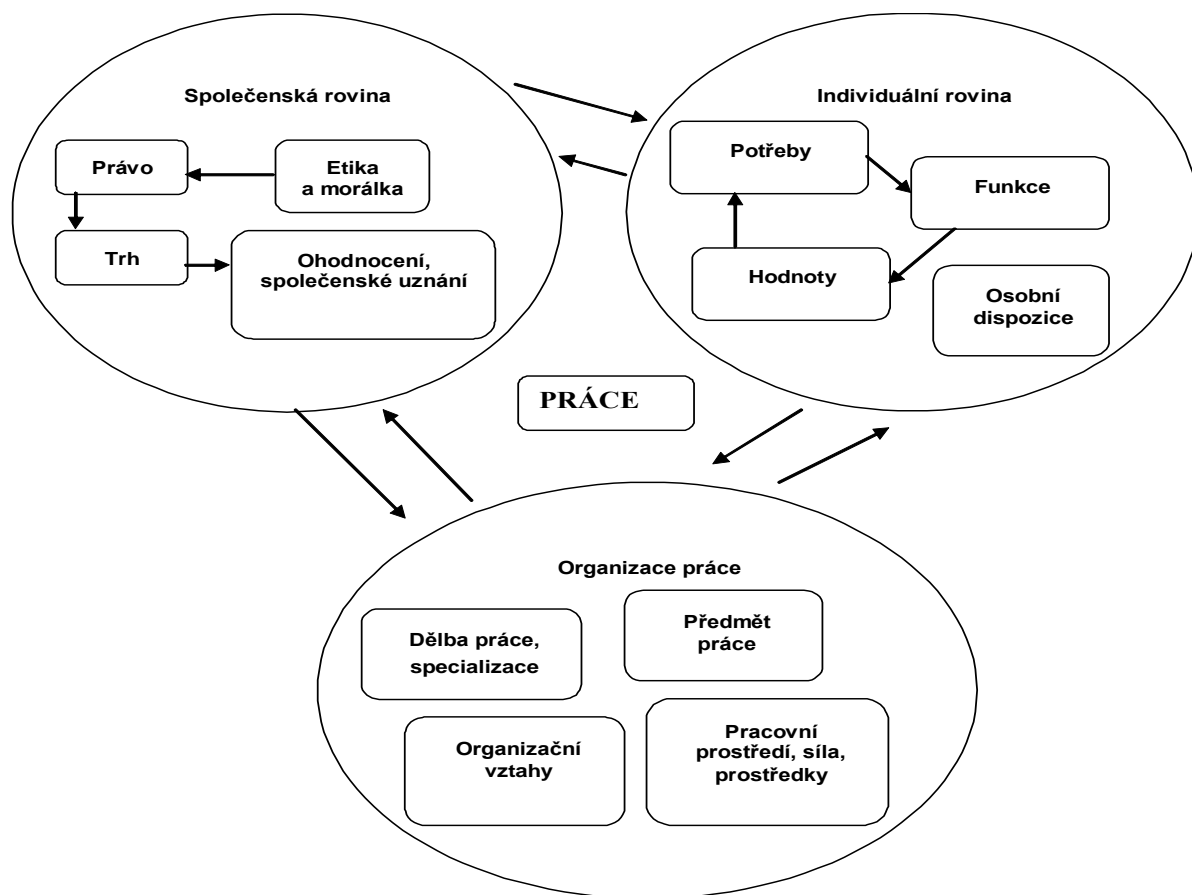 Společenská rovina
Právo
Etika
a morálka
Trh
Ohodnocení,
společenské uznání
Individuální rovina
Potřeby
Funkce
Hodnoty
Osobní
dispozice
PRÁCE
Organizace práce
Dělba práce,
specializace
Předmět
práce
Organizační
vztahy
Pracovní
prostředí, síla,
prostředky